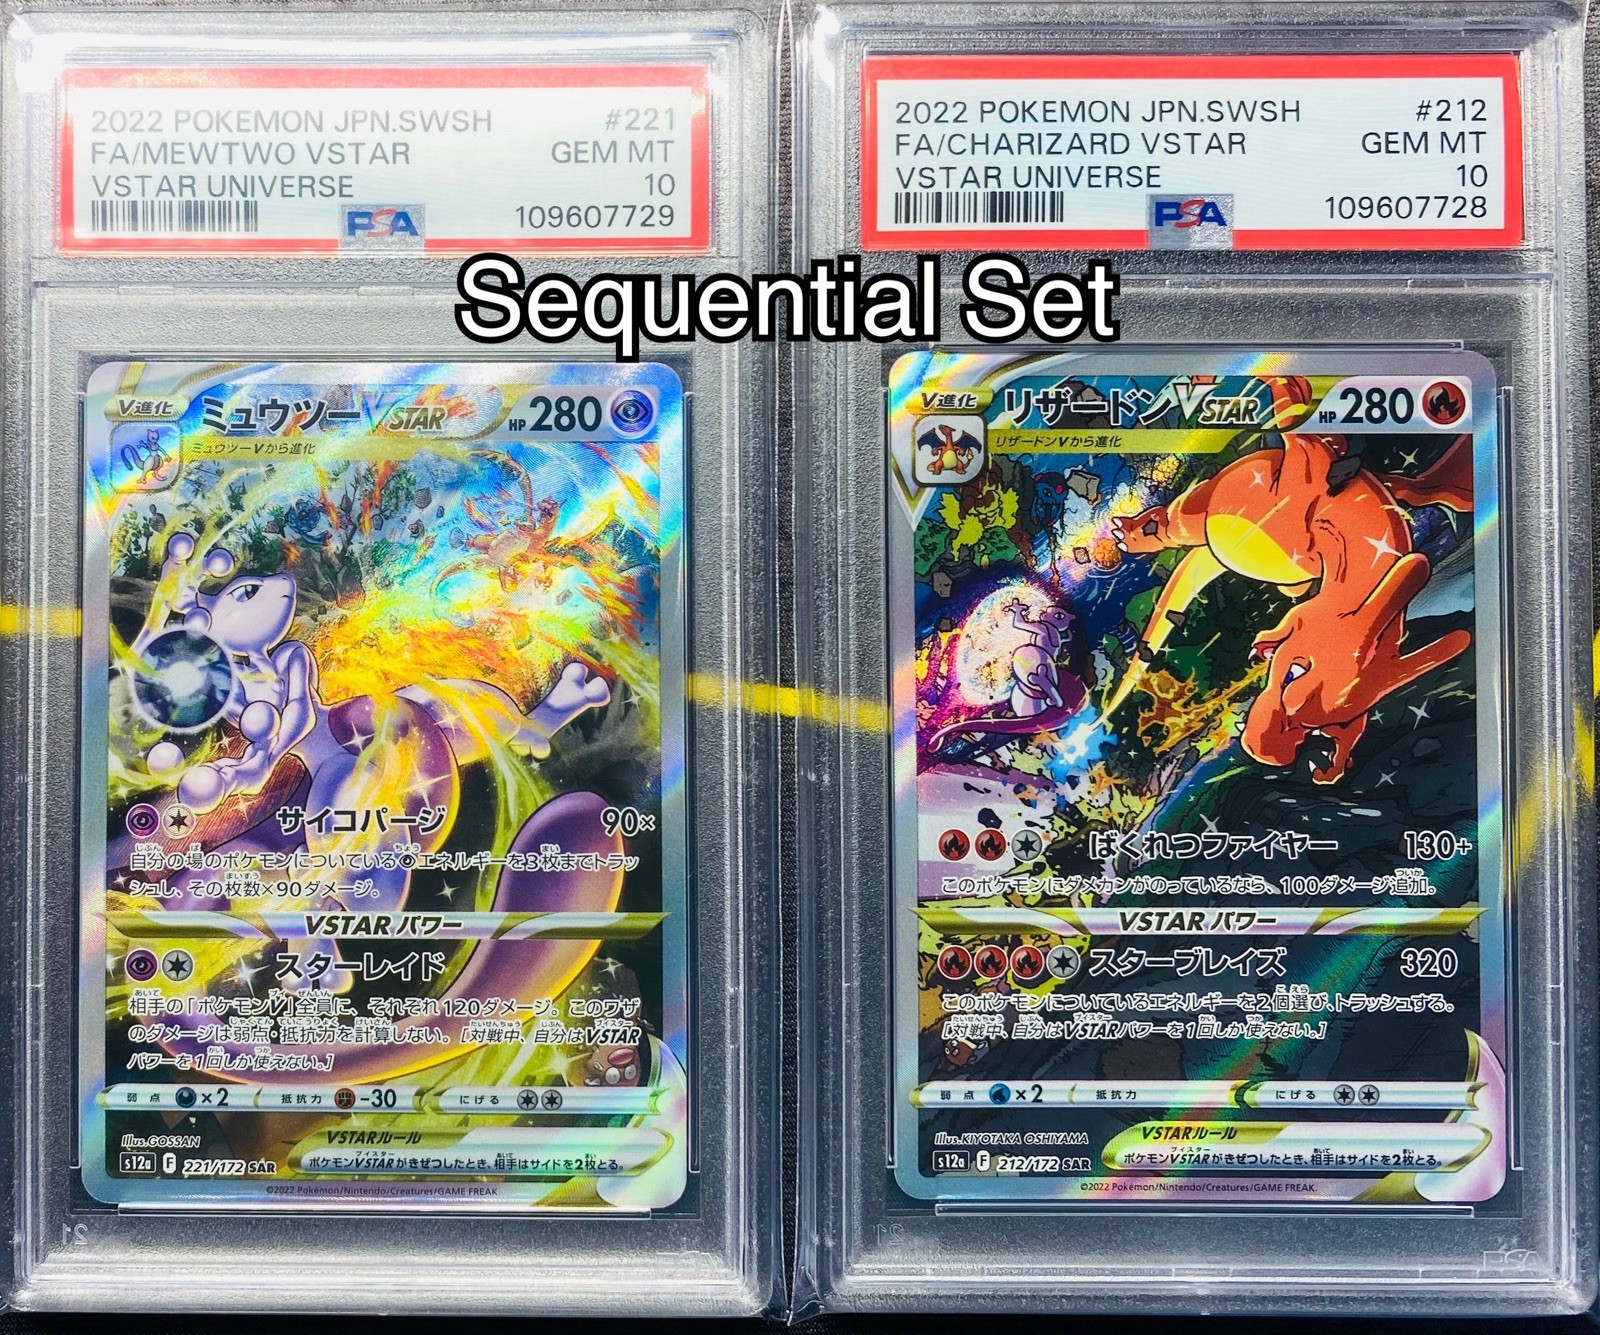 2022 POKEMON JPN.SWSH #221
FA/MEWTWO VSTAR GEM MT
VSTAR UNIVERSE 10
PSA 109607729
2022 POKEMON JPN.SWSH #212
FA/CHARIZARD VSTAR GEM MT
VSTAR UNIVERSE 10
PSA 109607728
Sequential Set
V進化 ミュウツーVSTAR HP 280
ミュウツーVから進化
サイコパージ 90×
自分の場のポケモンについているエネルギーを3枚までトラッ
シュし、その枚数×90ダメージ。
VSTARパワー
スターレイド
相手の「ポケモンV」全員に、それぞれ120ダメージ。このワザ
のダメージは弱点・抵抗力を計算しない。[対戦中、自分はVSTAR
パワーを1回しか使えない。]
弱点 ×2 抵抗力 -30 にげる
Illus.GOSSAN
VSTARルール
s12a F 221/172 SAR ポケモンVSTARがきぜつしたとき、相手はサイドを2枚とる。
©2022 Pokémon/Nintendo/Creatures/GAME FREAK
V進化 リザードンVSTAR HP 280
リザードンVから進化
ばくれつファイヤー 130+
このポケモンにダメカンがのっているなら、100ダメージ追加。
VSTARパワー
スターブレイズ 320
このポケモンについているエネルギーを2個選び、トラッシュする。
[対戦中、自分はVSTARパワーを1回しか使えない。]
弱点 ×2 抵抗力 にげる
Illus.KIYOTAKA OSHIYAMA
VSTARルール
s12a F 212/172 SAR ポケモンVSTARがきぜつしたとき、相手はサイドを2枚とる。
©2022 Pokémon/Nintendo/Creatures/GAME FREAK